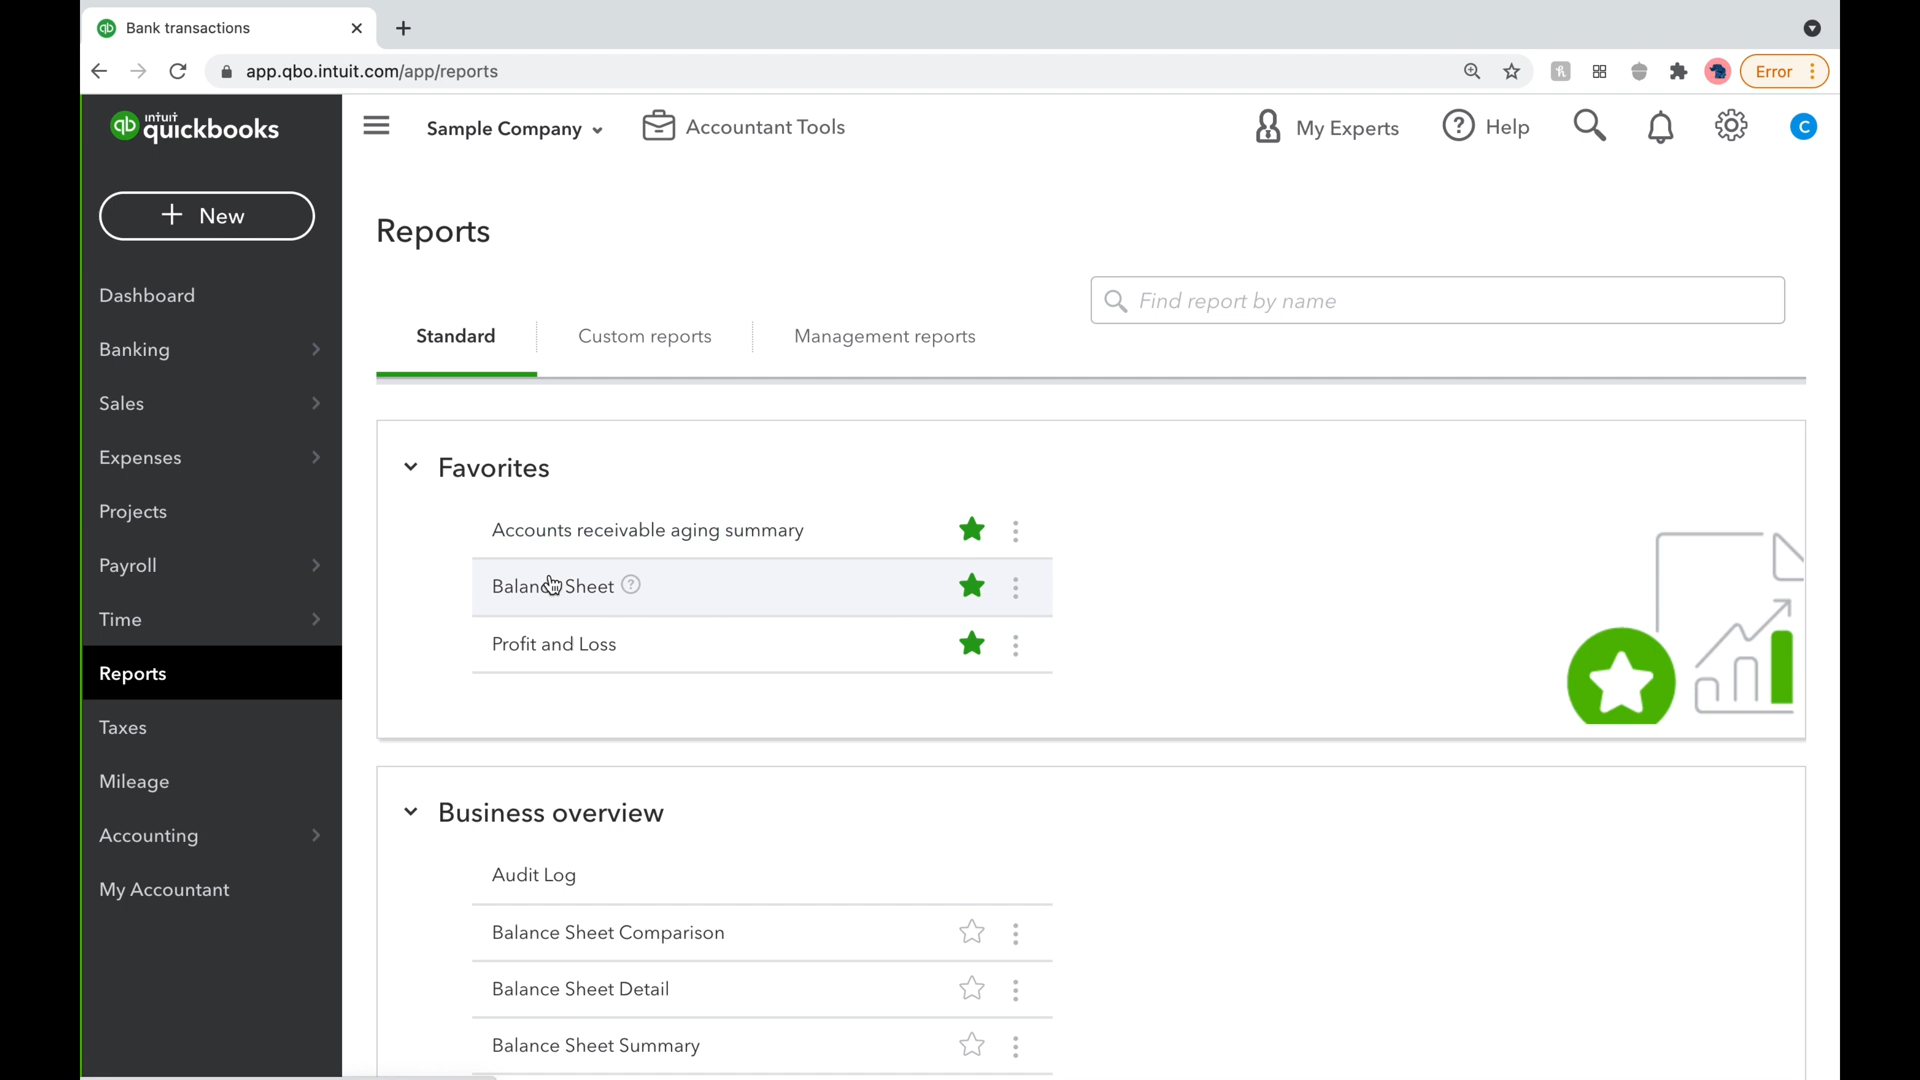 Bank transactions
app.qbo.intuit.com/app/reports
Error
intuit
quickbooks
Sample Company
Accountant Tools
My Experts
Help
C
+ New
Dashboard
Banking
Sales
Expenses
Projects
Payroll
Time
Reports
Taxes
Mileage
Accounting
My Accountant
Reports
Find report by name
Standard
Custom reports
Management reports
Favorites
Accounts receivable aging summary
Balance Sheet ?
Profit and Loss
Business overview
Audit Log
Balance Sheet Comparison
Balance Sheet Detail
Balance Sheet Summary